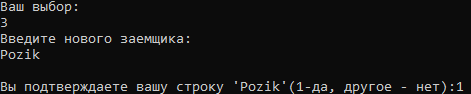 Ваш выбор:
3
Введите нового заемщика:
Pozik
Вы подтверждаете вашу строку 'Pozik'(1-да, другое - нет):1